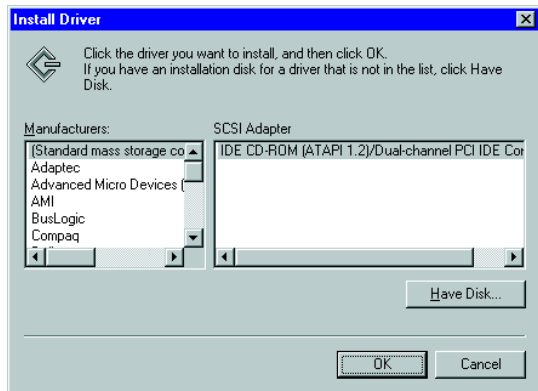 Install Driver
Click the driver you want to install, and then click OK.
If you have an installation disk for a driver that is not in the list, click Have
Disk.
Manufacturers:
SCSI Adapter
(Standard mass storage co
IDE CD-ROM (ATAPI 1.2)/Dual-channel PCI IDE Con
Adaptec
Advanced Micro Devices (
AMI
BusLogic
Compaq
Have Disk...
OK
Cancel